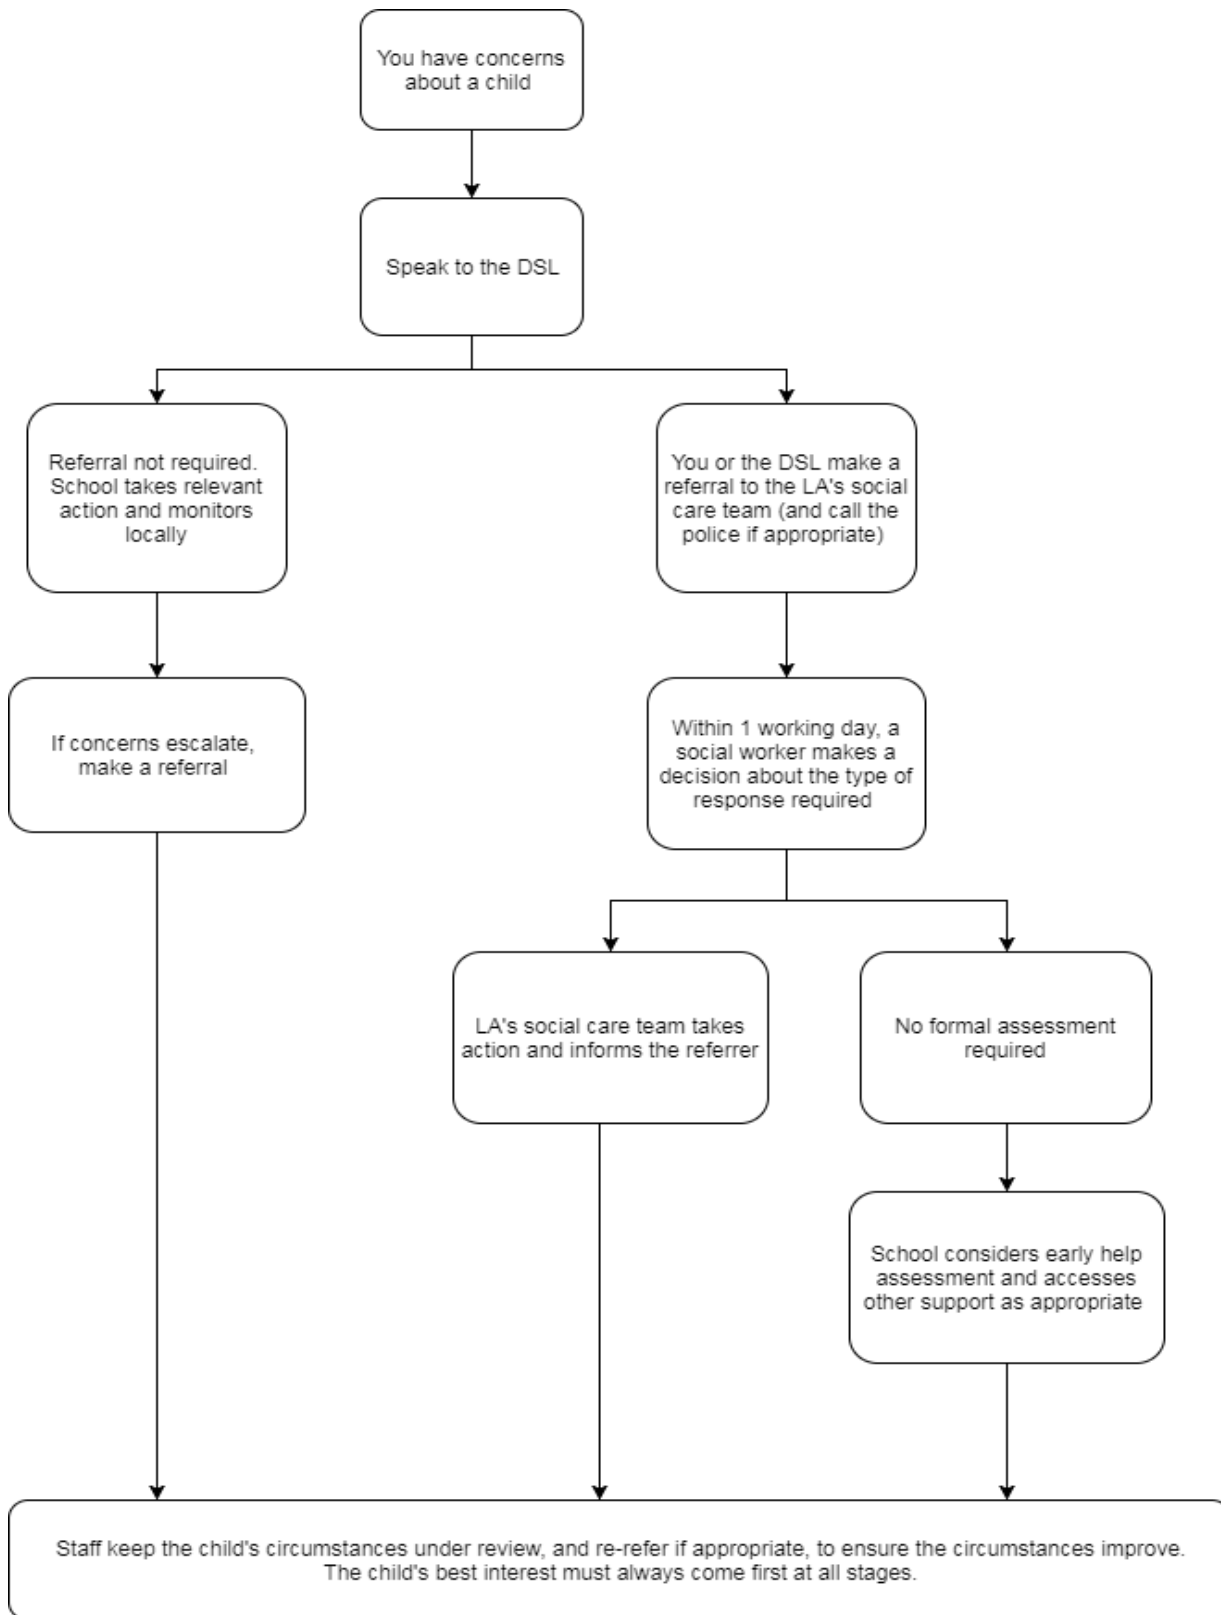 You have concerns
about a child
Speak to the DSL
Referral not required.
School takes relevant
action and monitors
locally
You or the DSL make a
referral to the LA's social
care team (and call the
police if appropriate)
If concerns escalate,
make a referral
Within 1 working day, a
social worker makes a
decision about the type of
response required
LA's social care team takes
action and informs the referrer
No formal assessment
required
School considers early help
assessment and accesses
other support as appropriate
Staff keep the child's circumstances under review, and re-refer if appropriate, to ensure the circumstances improve.
The child's best interest must always come first at all stages.